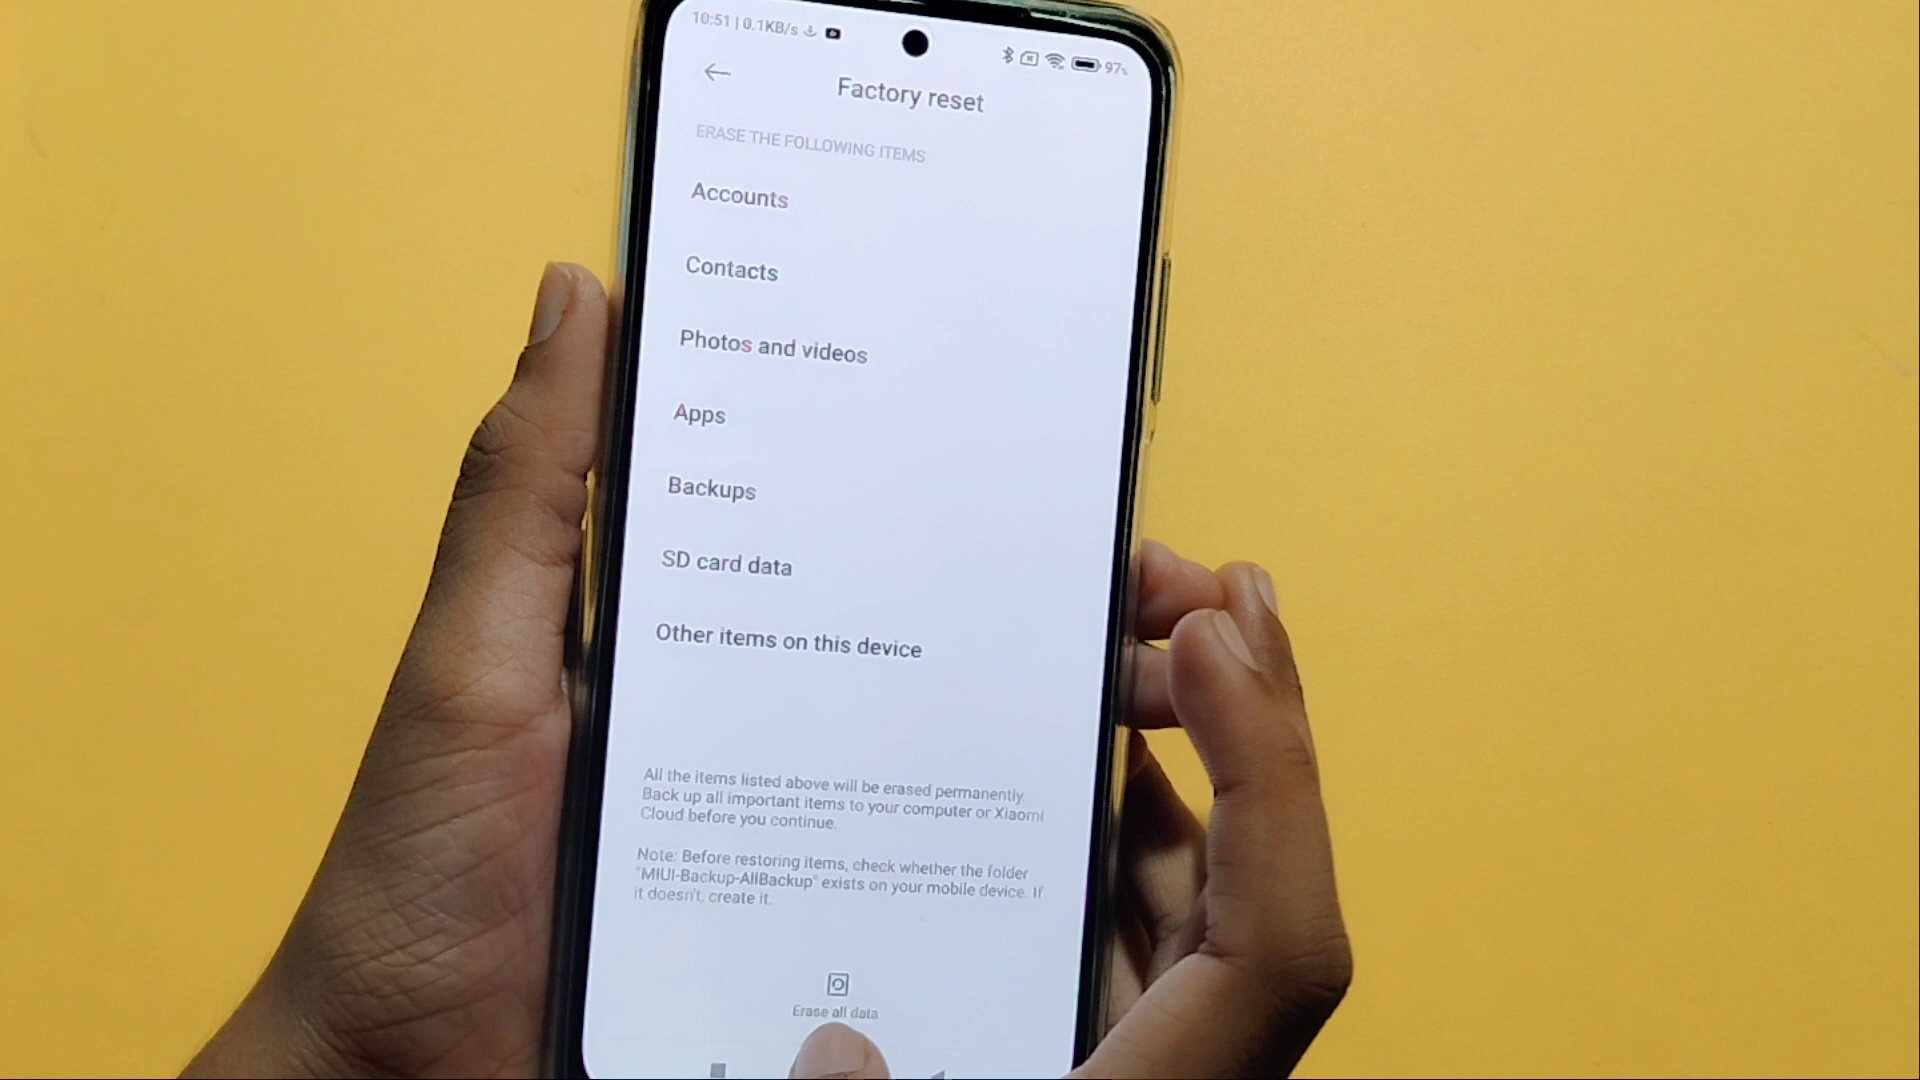 10:51 | 0.1KB/s
97%
Factory reset
ERASE THE FOLLOWING ITEMS
Accounts
Contacts
Photos and videos
Apps
Backups
SD card data
Other items on this device
All the items listed above will be erased permanently.
Back up all important items to your computer or Xiaomi
Cloud before you continue.
Note: Before restoring items, check whether the folder
"MIUI-Backup-AllBackup" exists on your mobile device. If
it doesn't, create it.
Erase all data